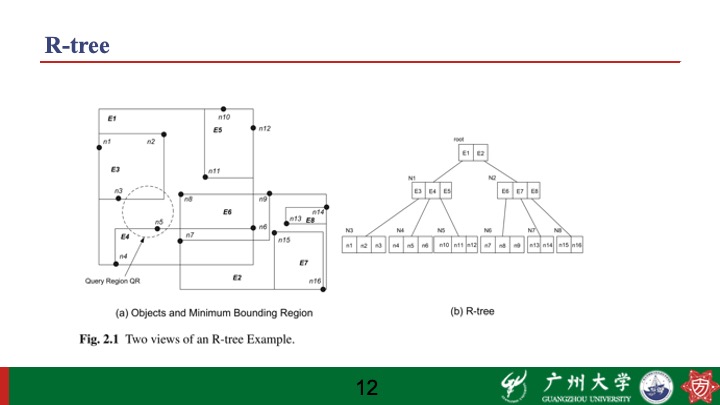 R-tree
E1
n10
E5
n12
n1
n2
E3
n11
n3
n8
n9
E6
n14
n13 E8
n5
n6
E4
n7
n15
n4
E7
Query Region QR
E2
n16
(a) Objects and Minimum Bounding Region
root
E1 E2
N1 N2
E3 E4 E5 E6 E7 E8
N3 N4 N5 N6 N7 N8
n1 n2 n3 n4 n5 n6 n10 n11 n12 n7 n8 n9 n13 n14 n15 n16
(b) R-tree
Fig. 2.1 Two views of an R-tree Example.
12
广州大学
GUANGZHOU UNIVERSITY